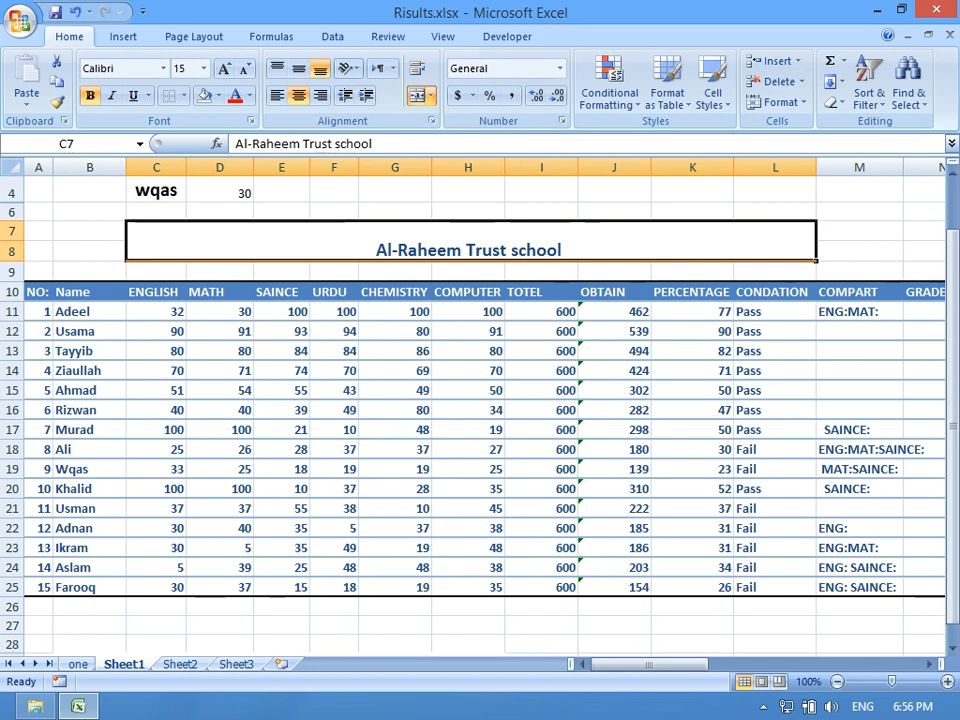 Risults.xlsx - Microsoft Excel
Home Insert Page Layout Formulas Data Review View Developer
Calibri 15 General Insert Σ
Paste B I U $ % , Conditional Formatting Format as Table Cell Styles Delete Format Sort & Filter Find & Select
Clipboard Font Alignment Number Styles Cells Editing
C7 fx Al-Raheem Trust school
A B C D E F G H I J K L M N
4 wqas 30
6
7
8 Al-Raheem Trust school
9
10 NO: Name ENGLISH MATH SAINCE URDU CHEMISTRY COMPUTER TOTEL OBTAIN PERCENTAGE CONDATION COMPART GRADE
11 1 Adeel 32 30 100 100 100 100 600 462 77 Pass ENG:MAT:
12 2 Usama 90 91 93 94 80 91 600 539 90 Pass
13 3 Tayyib 80 80 84 84 86 80 600 494 82 Pass
14 4 Ziaullah 70 71 74 70 69 70 600 424 71 Pass
15 5 Ahmad 51 54 55 43 49 50 600 302 50 Pass
16 6 Rizwan 40 40 39 49 80 34 600 282 47 Pass
17 7 Murad 100 100 21 10 48 19 600 298 50 Pass SAINCE:
18 8 Ali 25 26 28 37 37 27 600 180 30 Fail ENG:MAT:SAINCE:
19 9 Wqas 33 25 18 19 19 25 600 139 23 Fail MAT:SAINCE:
20 10 Khalid 100 100 10 37 28 35 600 310 52 Pass SAINCE:
21 11 Usman 37 37 55 38 10 45 600 222 37 Fail
22 12 Adnan 30 40 35 5 37 38 600 185 31 Fail ENG:
23 13 Ikram 30 5 35 49 19 48 600 186 31 Fail ENG:MAT:
24 14 Aslam 5 39 25 48 48 38 600 203 34 Fail ENG: SAINCE:
25 15 Farooq 30 37 15 18 19 35 600 154 26 Fail ENG: SAINCE:
26
27
28
one Sheet1 Sheet2 Sheet3
Ready 100%
ENG 6:56 PM